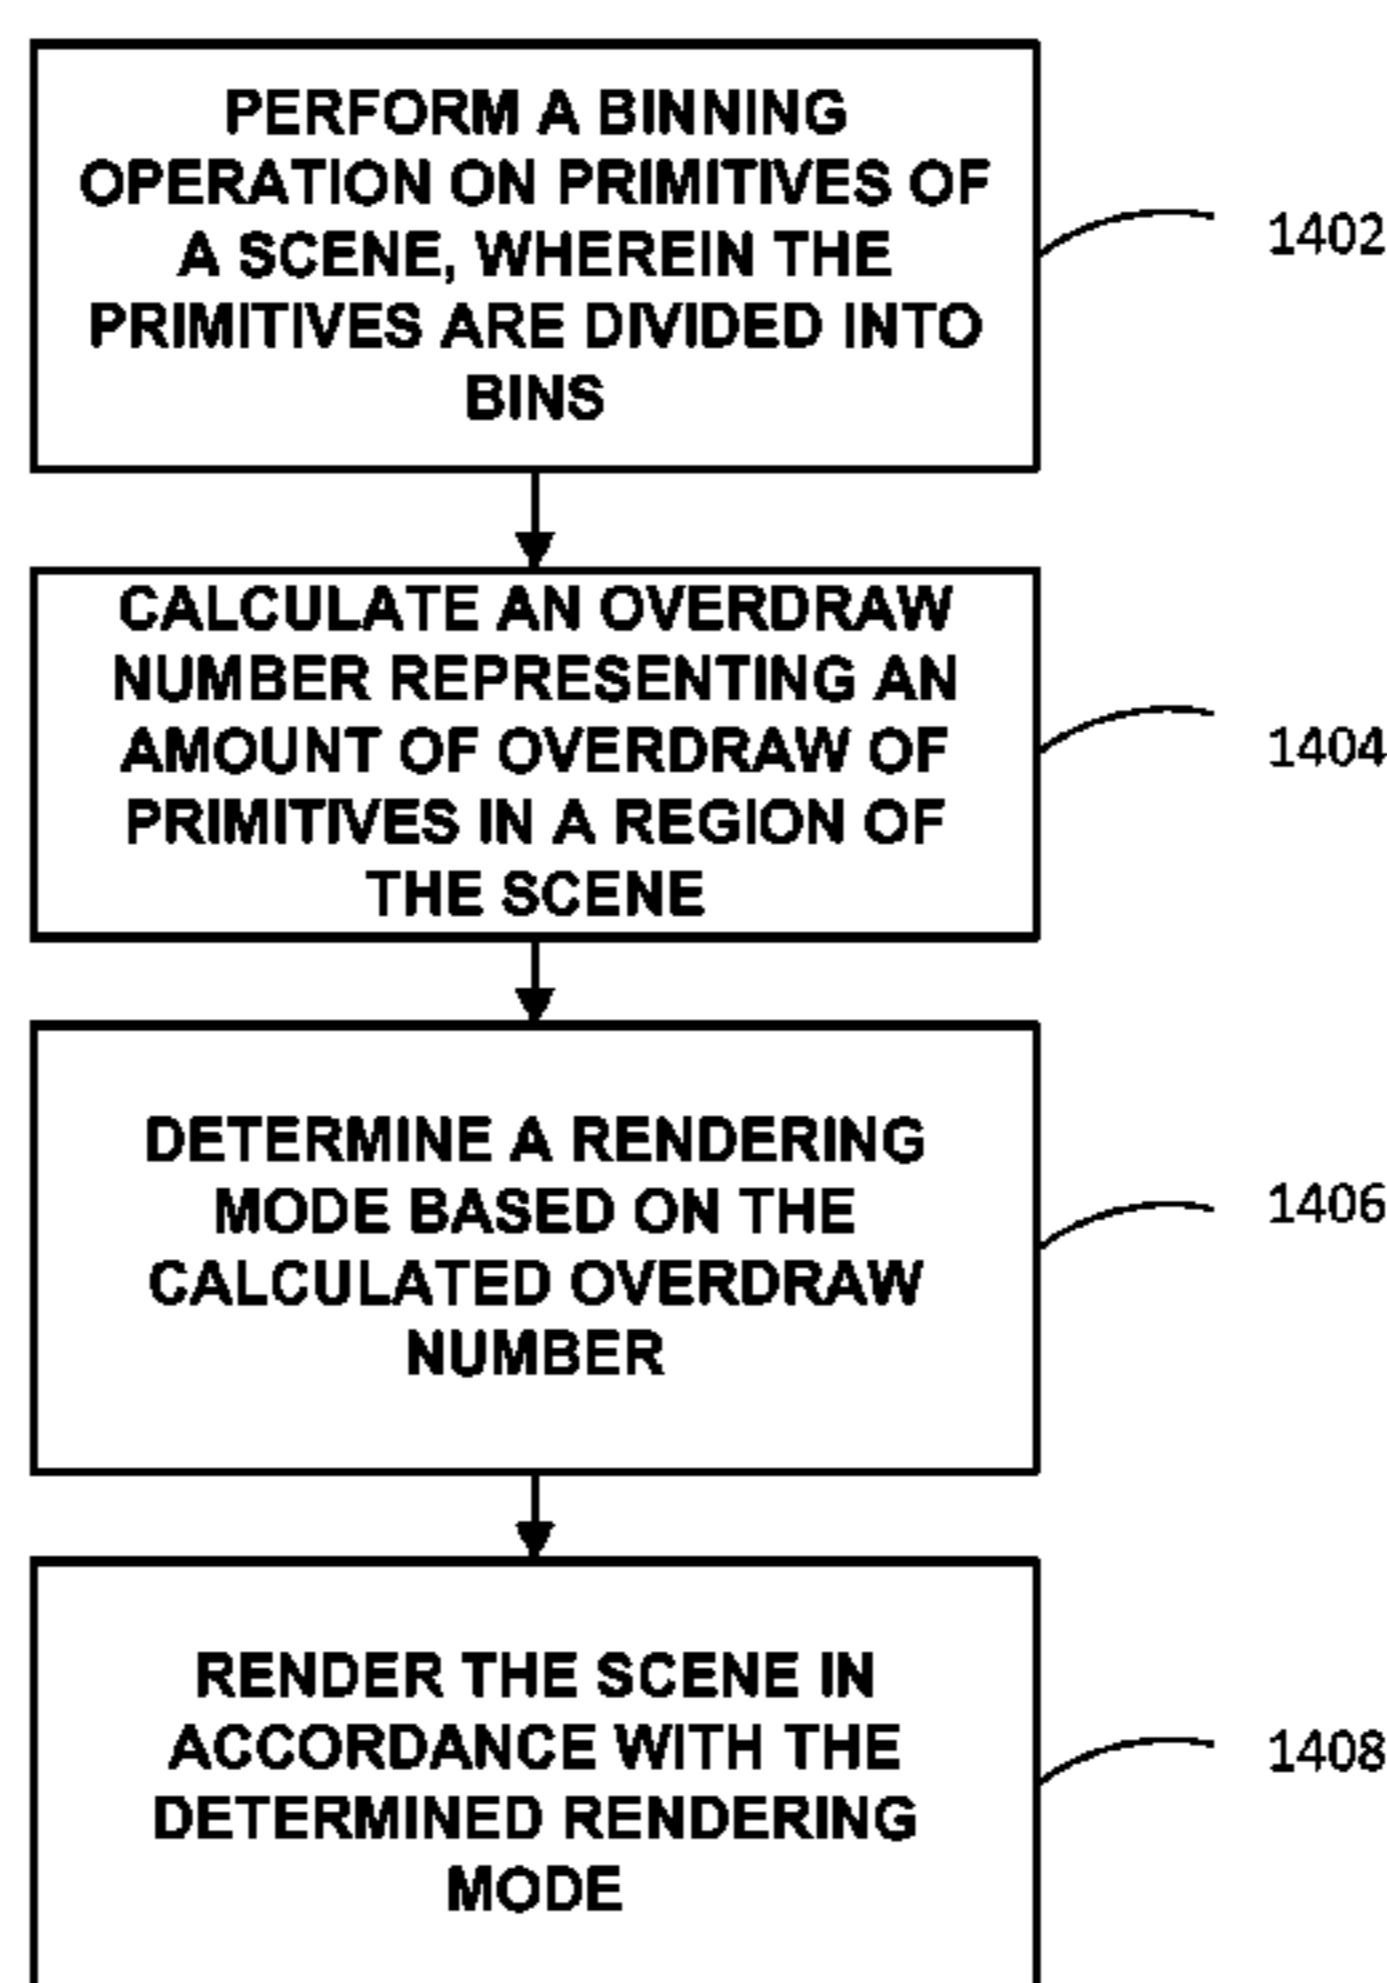 PERFORM A BINNING
OPERATION ON PRIMITIVES OF
A SCENE, WHEREIN THE
PRIMITIVES ARE DIVIDED INTO
BINS
1402
CALCULATE AN OVERDRAW
NUMBER REPRESENTING AN
AMOUNT OF OVERDRAW OF
PRIMITIVES IN A REGION OF
THE SCENE
1404
DETERMINE A RENDERING
MODE BASED ON THE
CALCULATED OVERDRAW
NUMBER
1406
RENDER THE SCENE IN
ACCORDANCE WITH THE
DETERMINED RENDERING
MODE
1408